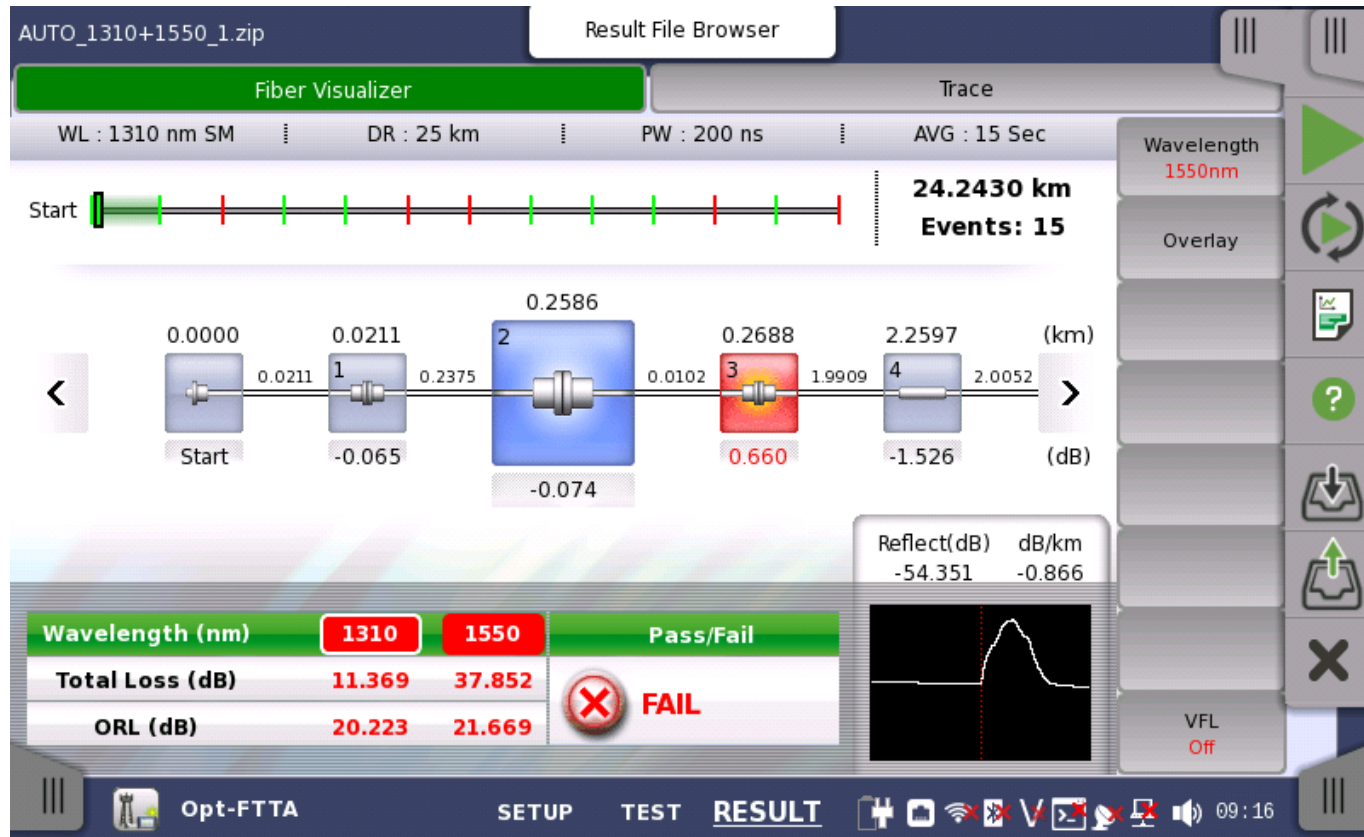 AUTO_1310+1550_1.zip
Result File Browser
Fiber Visualizer
Trace
WL : 1310 nm SM
DR : 25 km
PW : 200 ns
AVG : 15 Sec
Wavelength
1550nm
Start
24.2430 km
Events: 15
Overlay
0.2586
0.0000 0.0211 0.2688 2.2597 (km)
2
0.0211 1 0.2375 0.0102 3 1.9909 4 2.0052
Start -0.065 0.660 -1.526 (dB)
-0.074
Reflect(dB) dB/km
-54.351 -0.866
Wavelength (nm) 1310 1550 Pass/Fail
Total Loss (dB) 11.369 37.852
FAIL
ORL (dB) 20.223 21.669
VFL
Off
Opt-FTTA
SETUP TEST RESULT
09:16